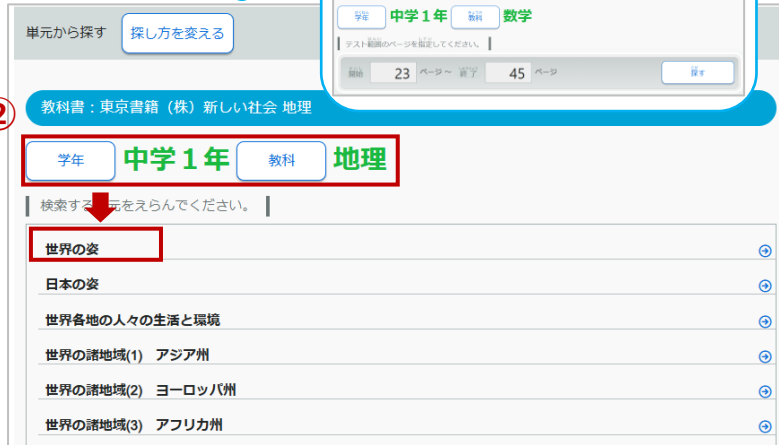 学年 中学1年 教科 数学
テスト範囲のページを指定してください。
開始 23 ページ～ 終了 45 ページ 探す
単元から探す 探し方を変える
②
教科書：東京書籍（株）新しい社会 地理
学年 中学１年 教科 地理
検索する 元をえらんでください。
世界の姿
日本の姿
世界各地の人々の生活と環境
世界の諸地域(1) アジア州
世界の諸地域(2) ヨーロッパ州
世界の諸地域(3) アフリカ州